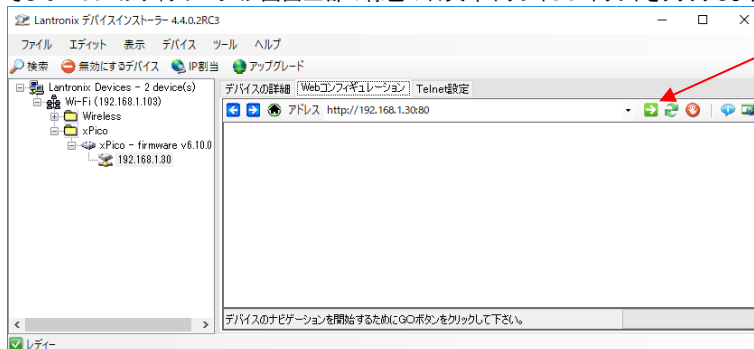 Lantronix デバイスインストーラー 4.4.0.2RC3
ファイル エディット 表示 デバイス ツール ヘルプ
検索 無効にするデバイス IP割当 アップグレード
Lantronix Devices - 2 device(s)
Wi-Fi (192.168.1.103)
Wireless
xPico
xPico - firmware v6.10.0
192.168.1.30
デバイスの詳細 Webコンフィギュレーション Telnet設定
アドレス http://192.168.1.30:80
デバイスのナビゲーションを開始するためにGOボタンをクリックして下さい。
レディー